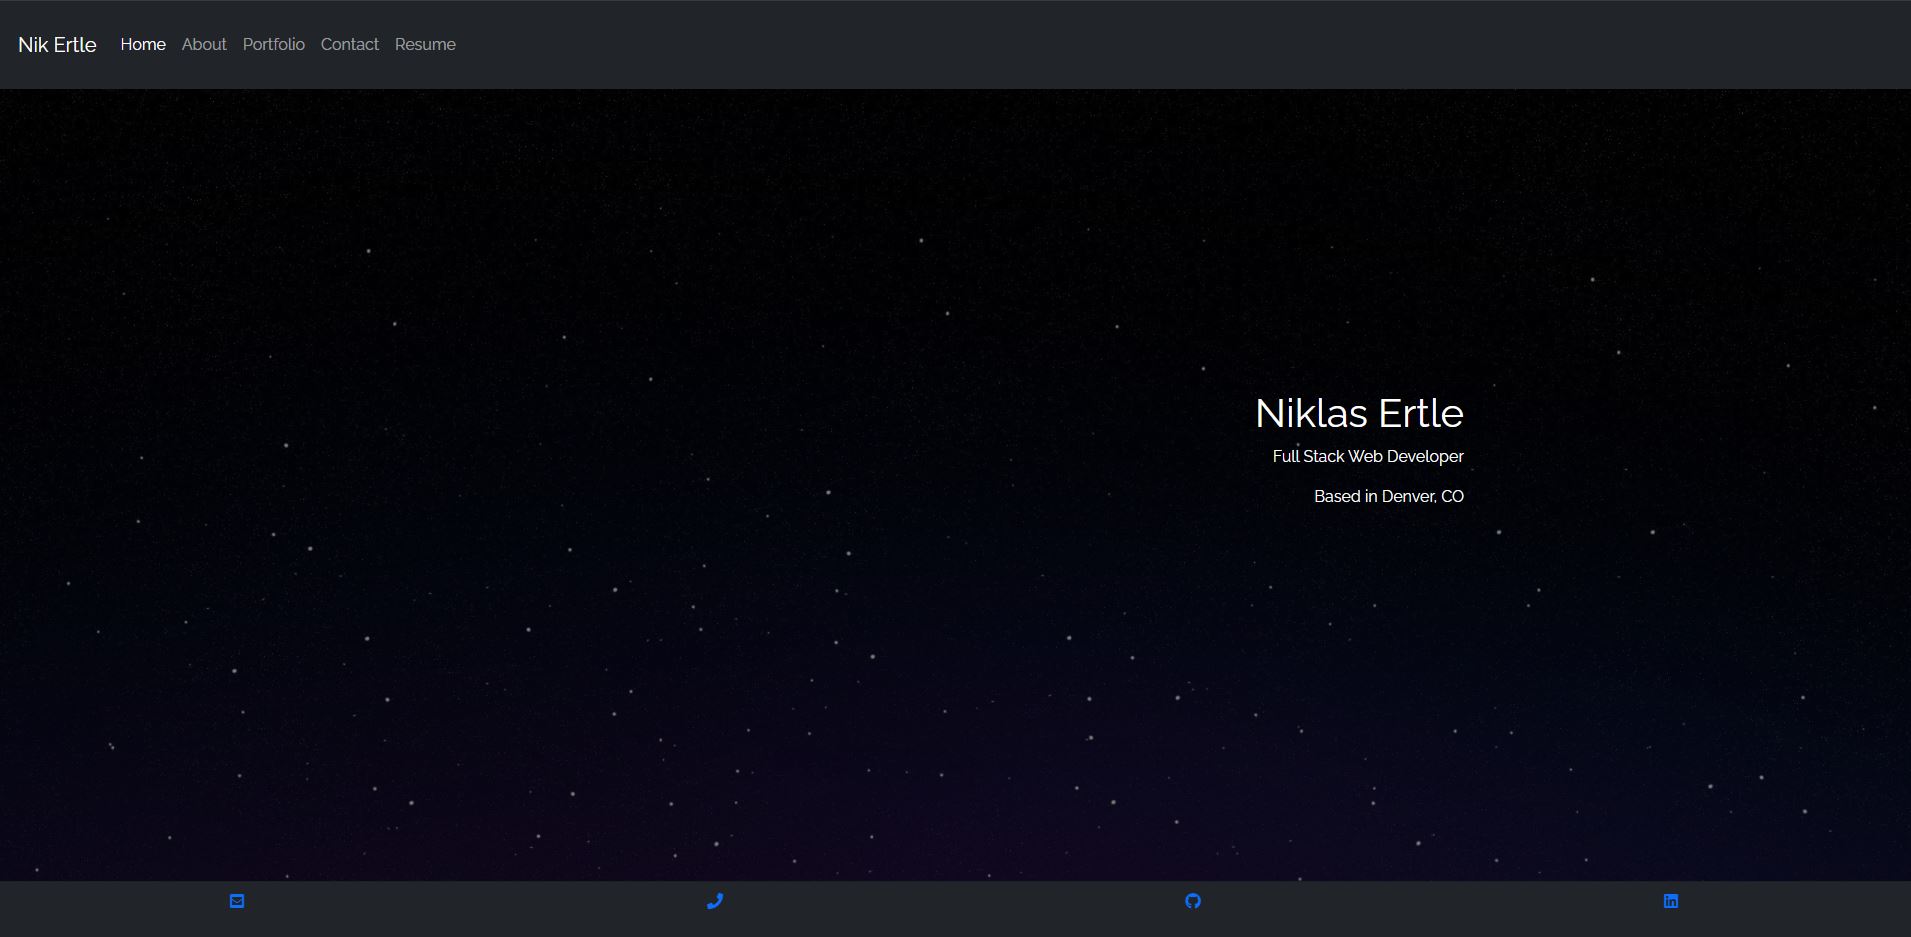 Nik Ertle Home About Portfolio Contact Resume
Niklas Ertle
Full Stack Web Developer
Based in Denver, CO